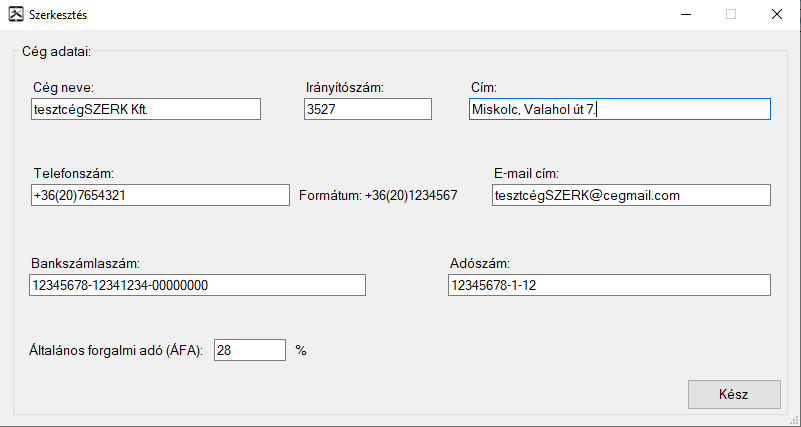 Szerkesztés
Cég adatai:
Cég neve:
Irányítószám:
Cím:
tesztcégSZERK Kft.
3527
Miskolc, Valahol út 7.
Telefonszám:
E-mail cím:
+36(20)7654321
Formátum: +36(20)1234567
tesztcégSZERK@cegmail.com
Bankszámlaszám:
Adószám:
12345678-12341234-00000000
12345678-1-12
Általános forgalmi adó (ÁFA):
28
%
Kész